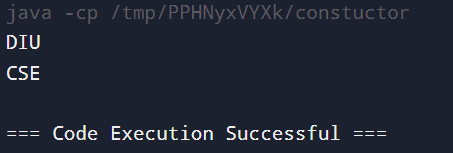 java -cp /tmp/PPHNyxVYXk/constuctor
DIU
CSE
=== Code Execution Successful ===